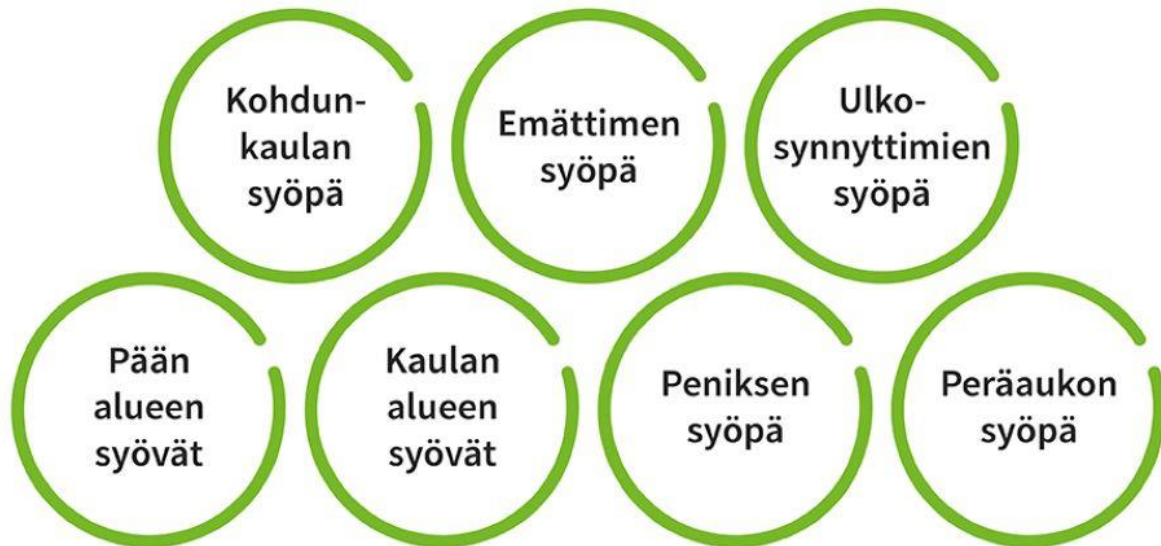 Kohdun-
kaulan
syöpä
Emättimen
syöpä
Ulko-
synnyttimien
syöpä
Pään
alueen
syövät
Kaulan
alueen
syövät
Peniksen
syöpä
Peräaukon
syöpä